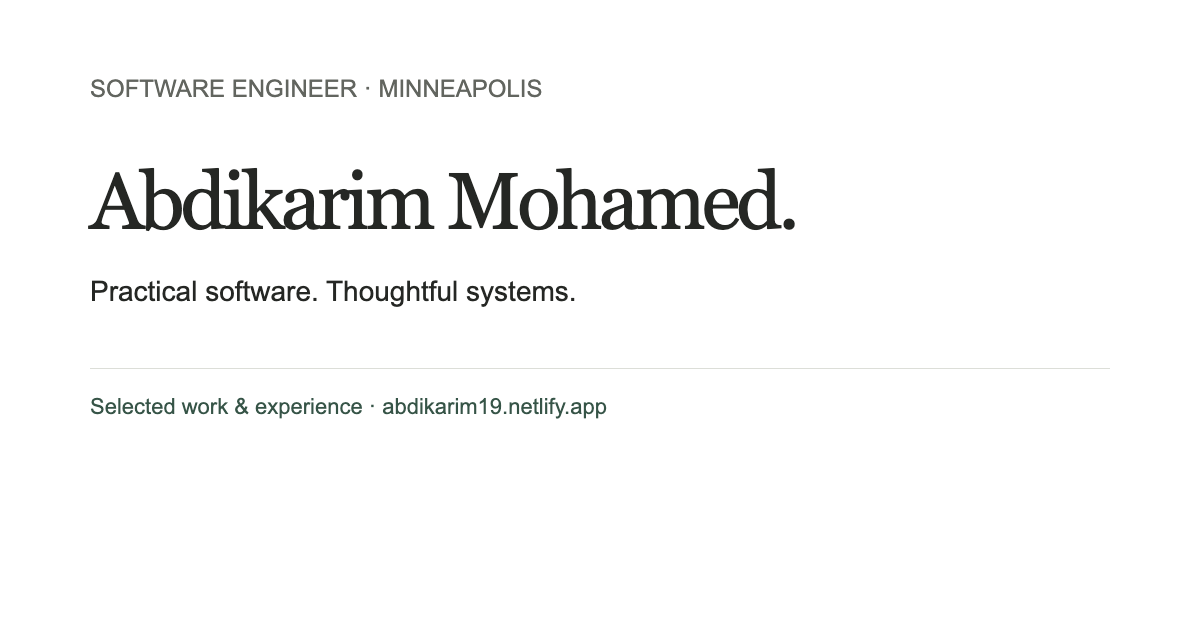 SOFTWARE ENGINEER · MINNEAPOLIS
Abdikarim Mohamed.
Practical software. Thoughtful systems.
Selected work & experience · abdikarim19.netlify.app